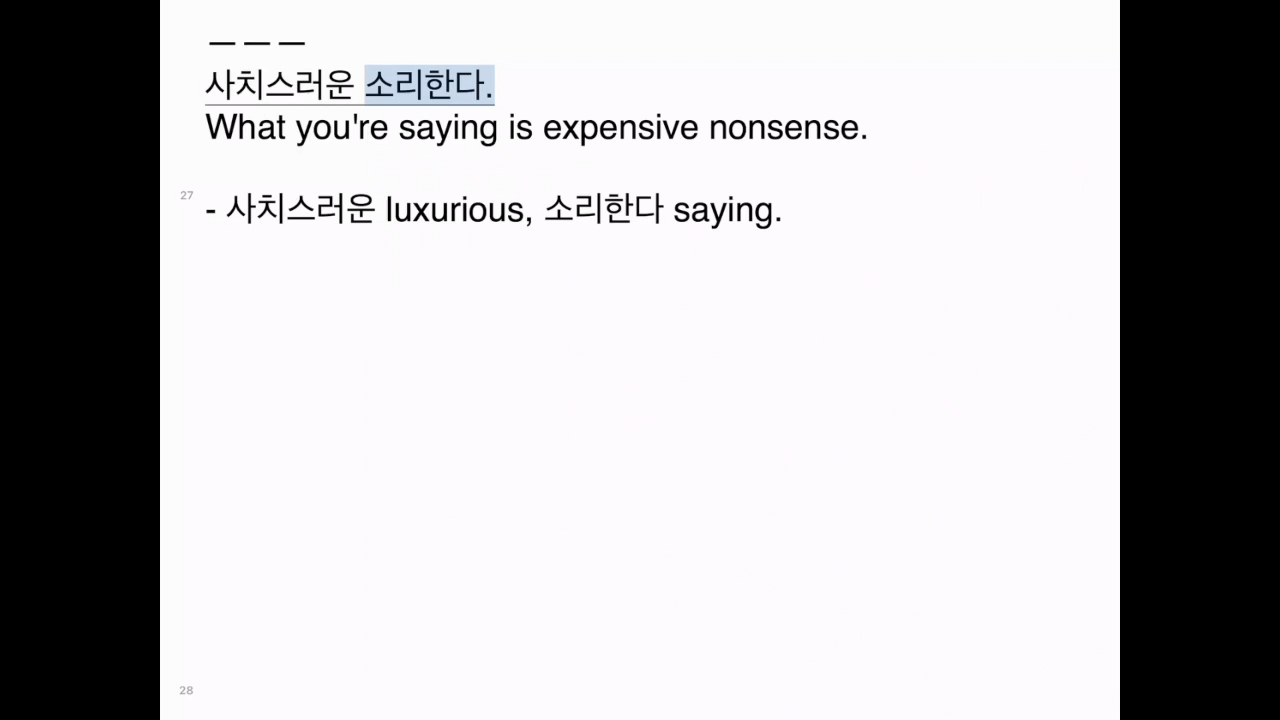 — — —
사치스러운 소리한다.
What you're saying is expensive nonsense.
27
- 사치스러운 luxurious, 소리한다 saying.
28